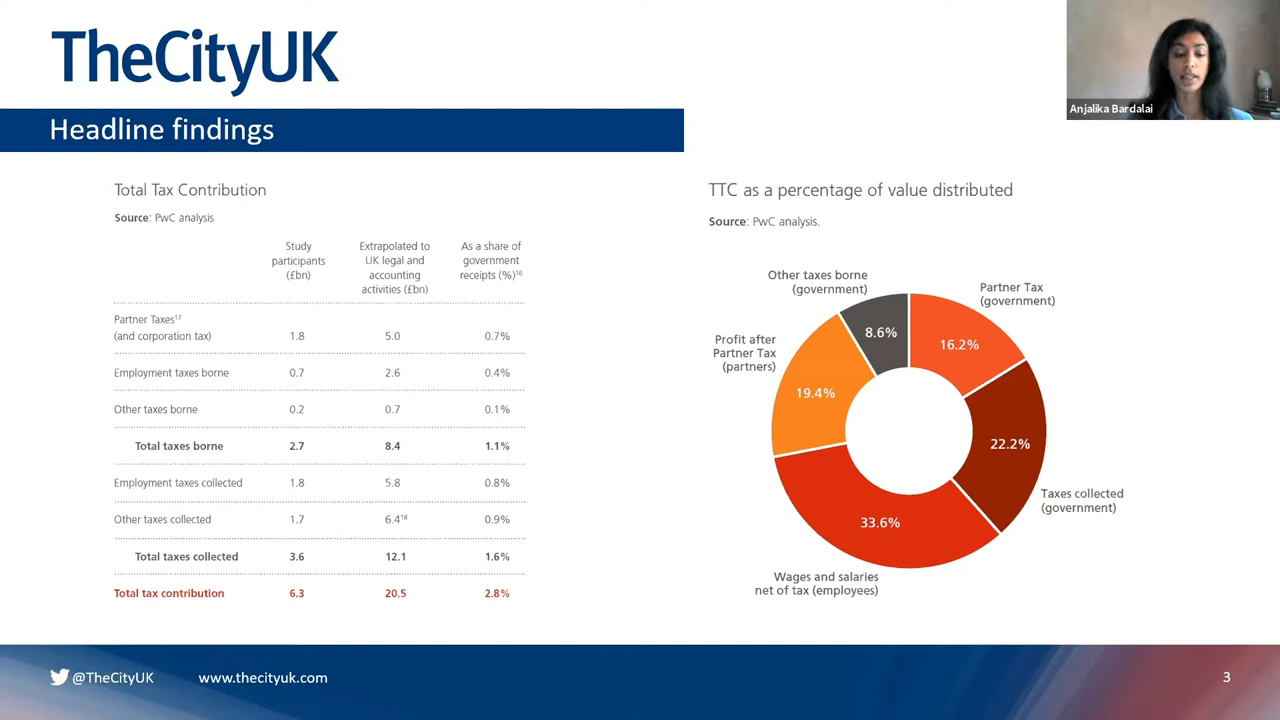 TheCityUK
Anjalika Bardalai
Headline findings
Total Tax Contribution
Source: PwC analysis
Study
participants
(£bn)
Extrapolated to
UK legal and
accounting
activities (£bn)
As a share of
government
receipts (%)16
Partner Taxes17
(and corporation tax) 1.8 5.0 0.7%
Employment taxes borne 0.7 2.6 0.4%
Other taxes borne 0.2 0.7 0.1%
Total taxes borne 2.7 8.4 1.1%
Employment taxes collected 1.8 5.8 0.8%
Other taxes collected 1.7 6.418 0.9%
Total taxes collected 3.6 12.1 1.6%
Total tax contribution 6.3 20.5 2.8%
TTC as a percentage of value distributed
Source: PwC analysis.
Other taxes borne
(government)
8.6%
Partner Tax
(government)
16.2%
Profit after
Partner Tax
(partners)
19.4%
22.2%
Taxes collected
(government)
33.6%
Wages and salaries
net of tax (employees)
@TheCityUK
www.thecityuk.com
3